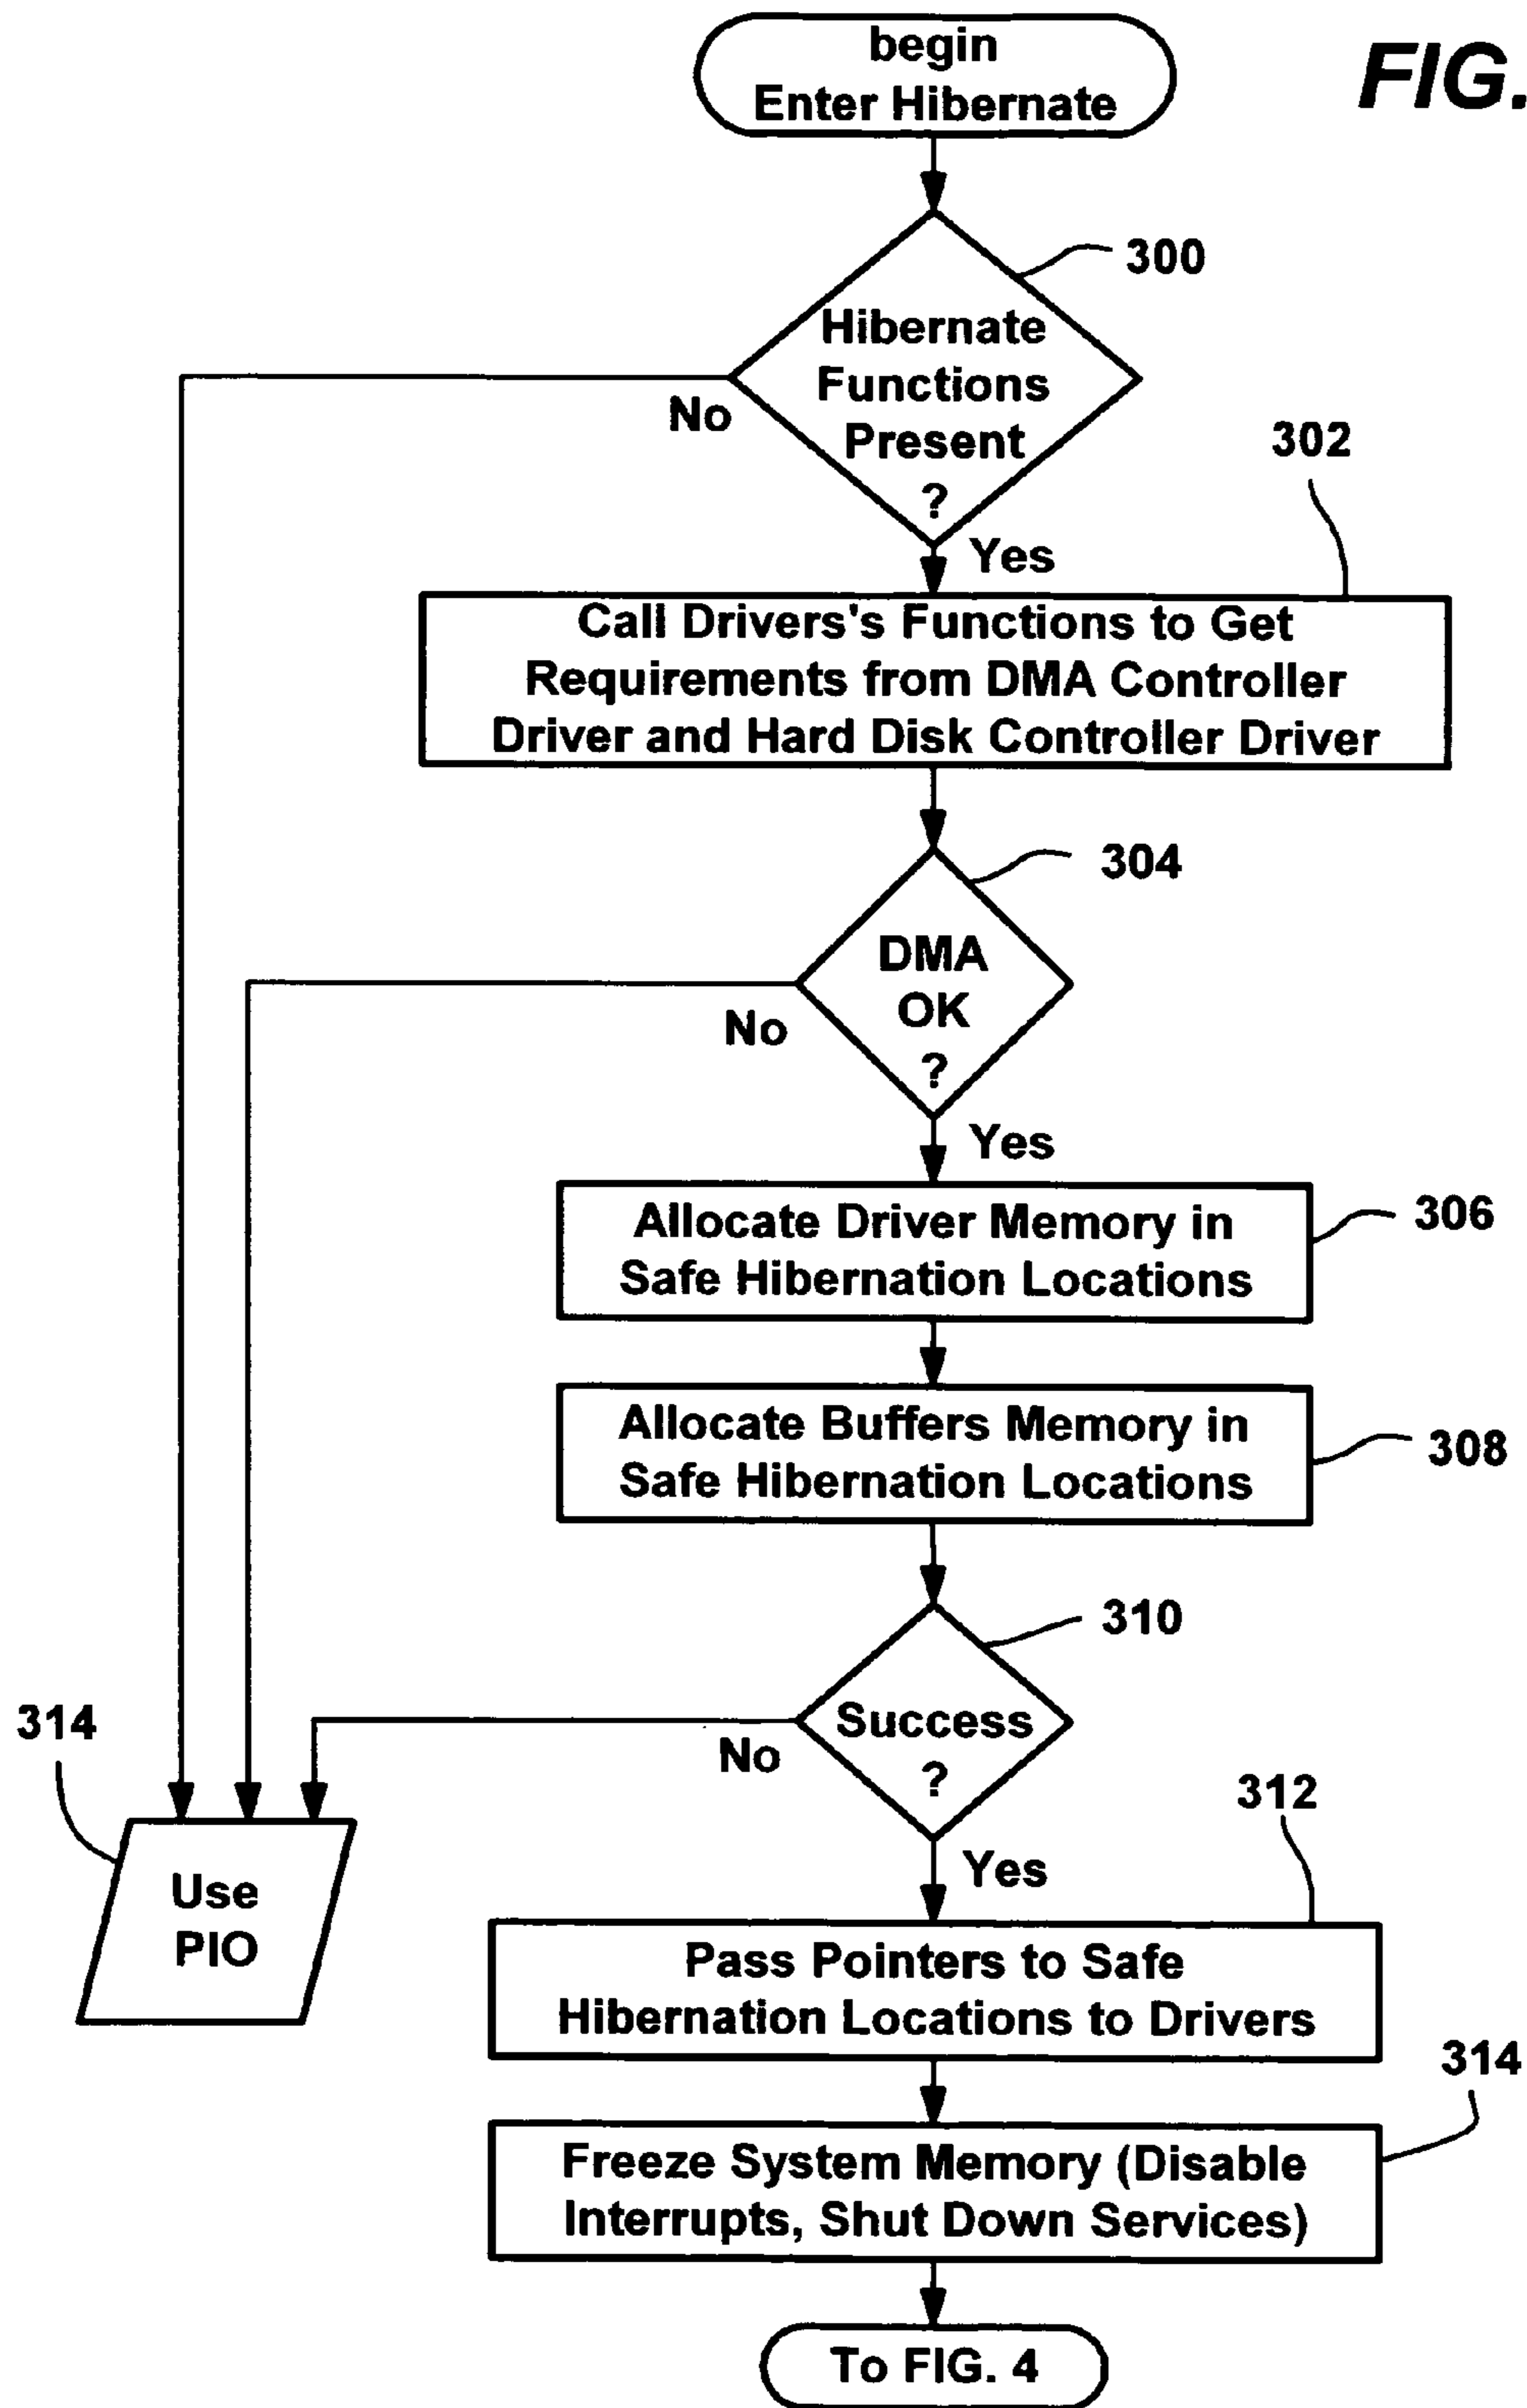 begin
Enter Hibernate
FIG.
300
Hibernate
Functions
Present
?
No
Yes
302
Call Drivers's Functions to Get
Requirements from DMA Controller
Driver and Hard Disk Controller Driver
304
DMA
OK
?
No
Yes
Allocate Driver Memory in
Safe Hibernation Locations
306
Allocate Buffers Memory in
Safe Hibernation Locations
308
310
Success
?
No
Yes
314
Use
PIO
312
Pass Pointers to Safe
Hibernation Locations to Drivers
314
Freeze System Memory (Disable
Interrupts, Shut Down Services)
To FIG. 4